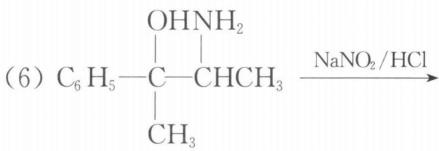 OHNH₂
(6) C₆H₅—C—CHCH₃ NaNO₂/HCl
CH₃